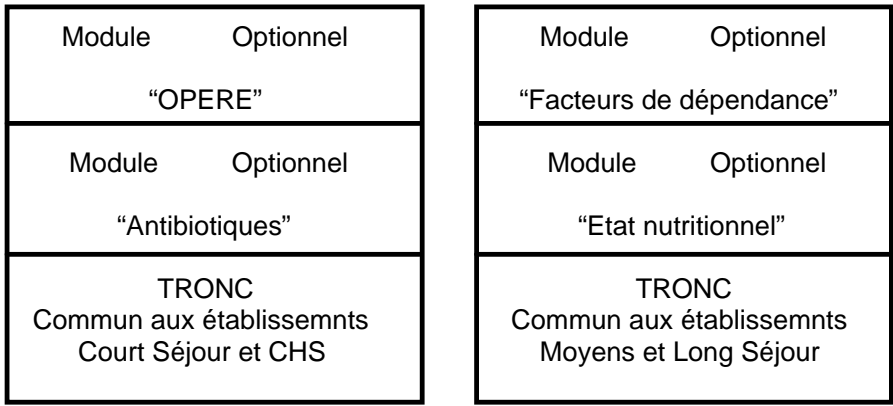 Module Optionnel
“OPERE”
Module Optionnel
“Antibiotiques”
TRONC
Commun aux établissemnts
Court Séjour et CHS
Module Optionnel
“Facteurs de dépendance”
Module Optionnel
“Etat nutritionnel”
TRONC
Commun aux établissemnts
Moyens et Long Séjour